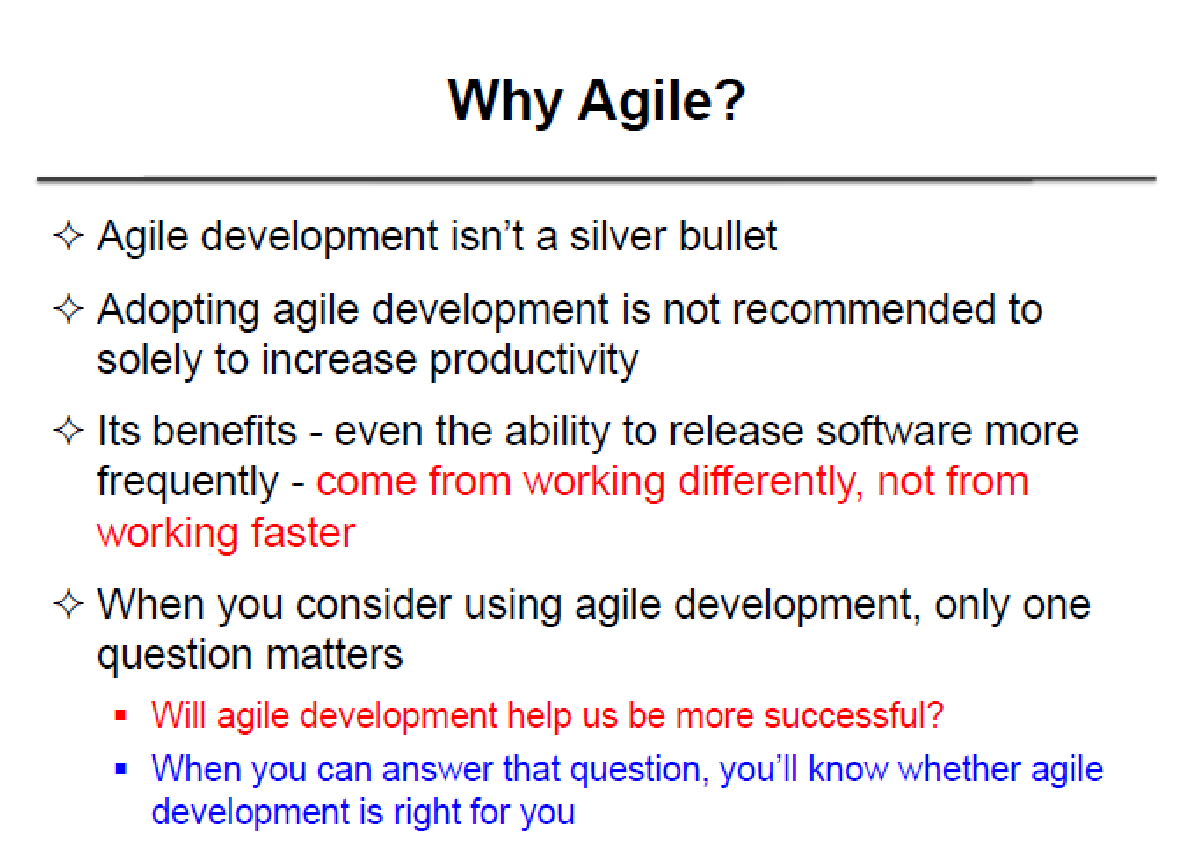 Why Agile?
Agile development isn't a silver bullet
Adopting agile development is not recommended to
solely to increase productivity
Its benefits - even the ability to release software more
frequently - come from working differently, not from
working faster
When you consider using agile development, only one
question matters
Will agile development help us be more successful?
When you can answer that question, you'll know whether agile
development is right for you